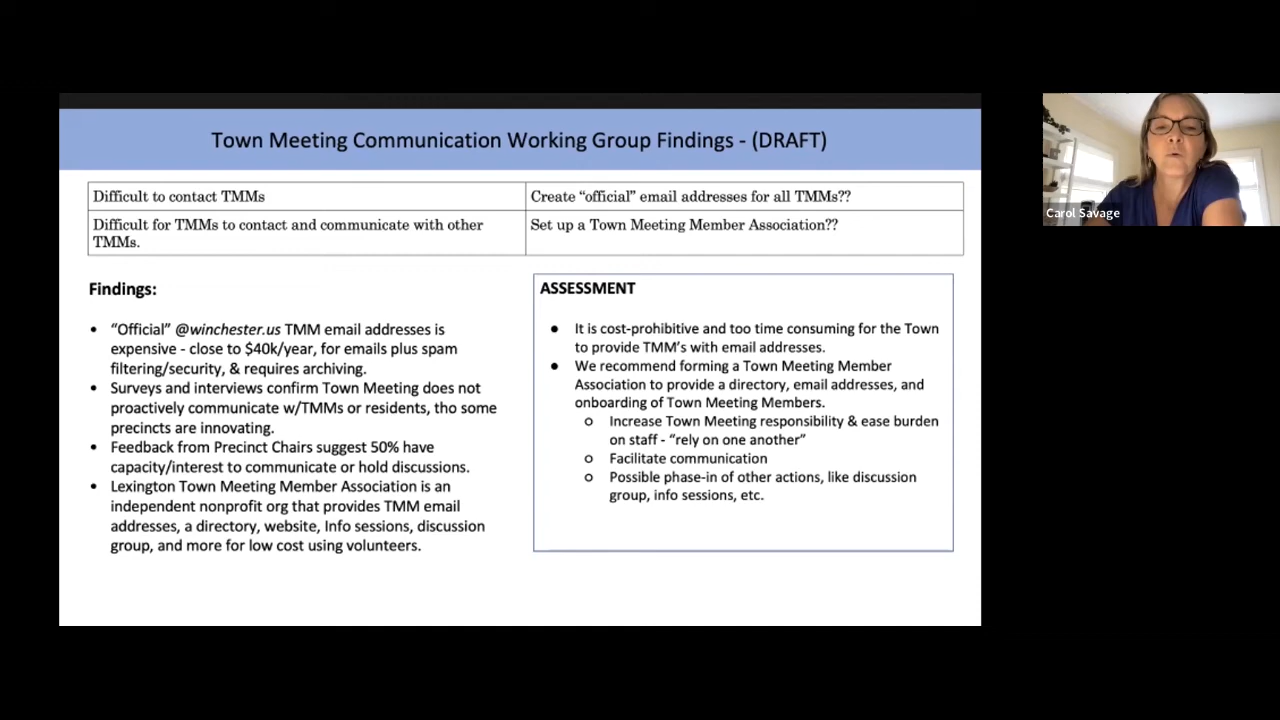 Town Meeting Communication Working Group Findings - (DRAFT)
Difficult to contact TMMs
Create “official” email addresses for all TMMs??
Difficult for TMMs to contact and communicate with other
TMMs.
Set up a Town Meeting Member Association??
Findings:
• “Official” @winchester.us TMM email addresses is
expensive - close to $40k/year, for emails plus spam
filtering/security, & requires archiving.
• Surveys and interviews confirm Town Meeting does not
proactively communicate w/TMMs or residents, tho some
precincts are innovating.
• Feedback from Precinct Chairs suggest 50% have
capacity/interest to communicate or hold discussions.
• Lexington Town Meeting Member Association is an
independent nonprofit org that provides TMM email
addresses, a directory, website, Info sessions, discussion
group, and more for low cost using volunteers.
ASSESSMENT
● It is cost-prohibitive and too time consuming for the Town
to provide TMM’s with email addresses.
● We recommend forming a Town Meeting Member
Association to provide a directory, email addresses, and
onboarding of Town Meeting Members.
o Increase Town Meeting responsibility & ease burden
on staff - “rely on one another”
o Facilitate communication
o Possible phase-in of other actions, like discussion
group, info sessions, etc.
Carol Savage